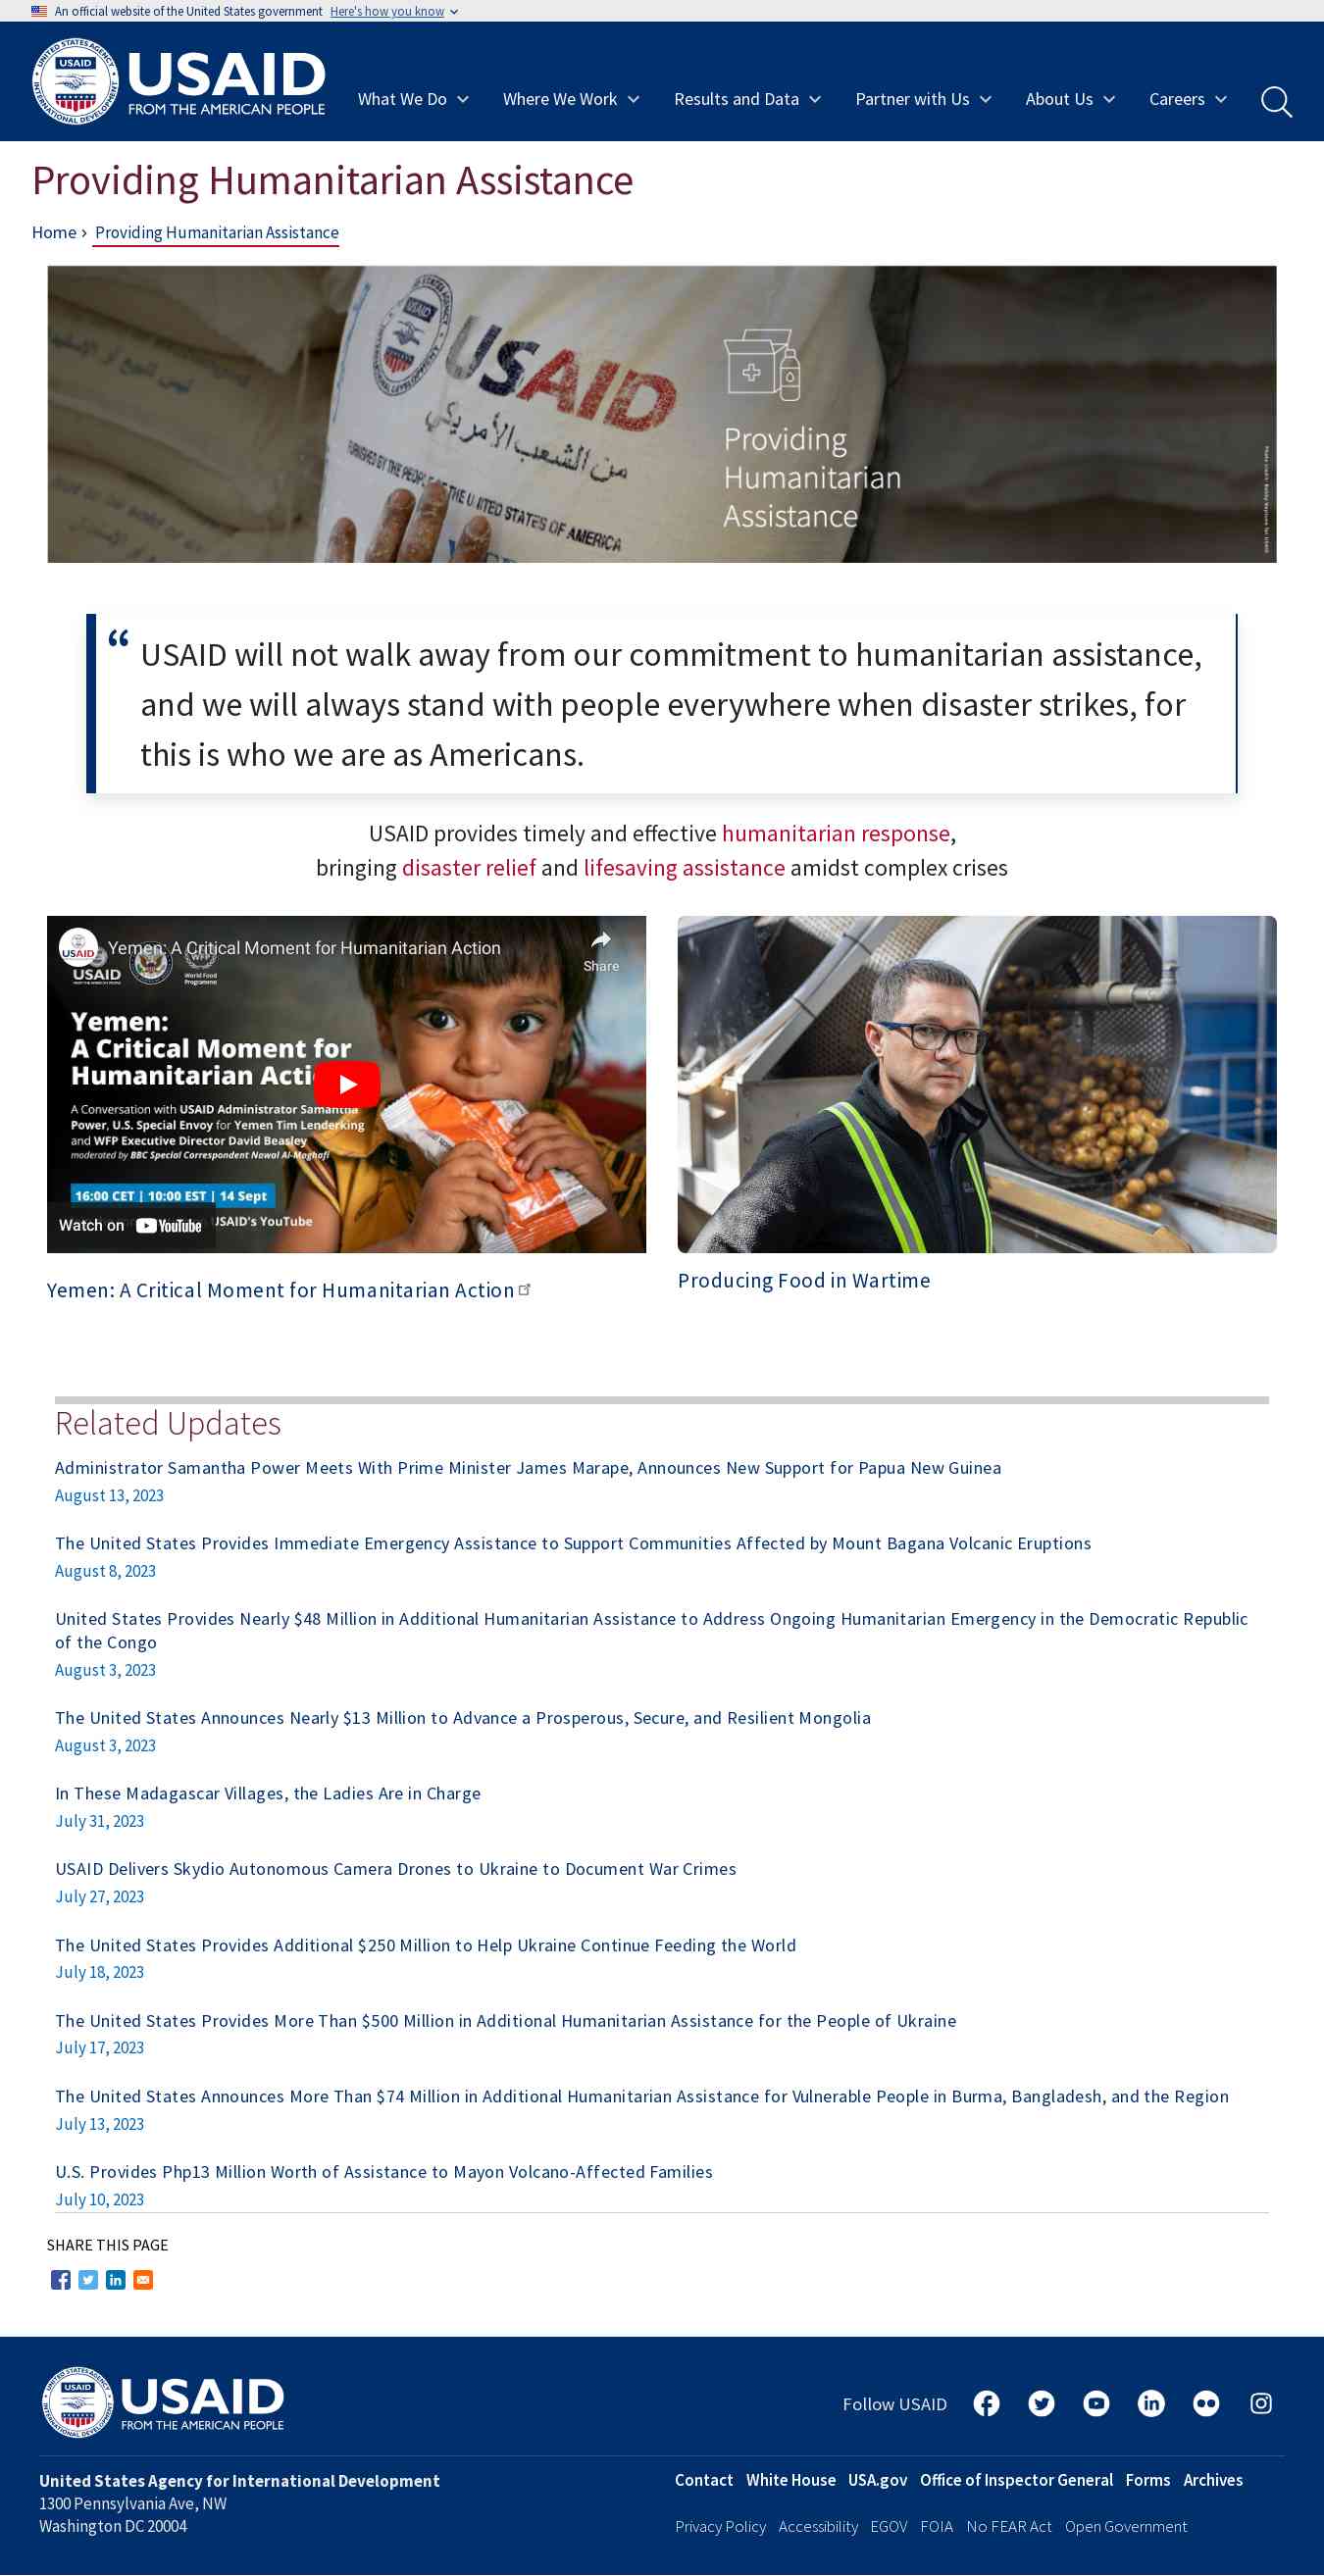 An official website of the United States government Here's how you know
USAID
FROM THE AMERICAN PEOPLE
What We Do
Where We Work
Results and Data
Partner with Us
About Us
Careers
Providing Humanitarian Assistance
Home › Providing Humanitarian Assistance
USAID
من الشعب الأمريكي
THE UNITED STATES OF AMERICA
Providing
Humanitarian
Assistance
“ USAID will not walk away from our commitment to humanitarian assistance,
and we will always stand with people everywhere when disaster strikes, for
this is who we are as Americans.
USAID provides timely and effective humanitarian response,
bringing disaster relief and lifesaving assistance amidst complex crises
USAID
Yemen: A Critical Moment for Humanitarian Action
Share
USAID
World Food
Programme
Yemen:
A Critical Moment for
Humanitarian
A Conversation with USAID Administrator Samantha
Power, U.S. Special Envoy for Yemen Tim Lenderking
and WFP Executive Director David Beasley
moderated by BBC Special Correspondent Nawal Al-Maghafi
16:00 CET | 10:00 EST | 14 Sept
USAID's YouTube
Watch on YouTube
Yemen: A Critical Moment for Humanitarian Action
Producing Food in Wartime
Related Updates
Administrator Samantha Power Meets With Prime Minister James Marape, Announces New Support for Papua New Guinea
August 13, 2023
The United States Provides Immediate Emergency Assistance to Support Communities Affected by Mount Bagana Volcanic Eruptions
August 8, 2023
United States Provides Nearly $48 Million in Additional Humanitarian Assistance to Address Ongoing Humanitarian Emergency in the Democratic Republic
of the Congo
August 3, 2023
The United States Announces Nearly $13 Million to Advance a Prosperous, Secure, and Resilient Mongolia
August 3, 2023
In These Madagascar Villages, the Ladies Are in Charge
July 31, 2023
USAID Delivers Skydio Autonomous Camera Drones to Ukraine to Document War Crimes
July 27, 2023
The United States Provides Additional $250 Million to Help Ukraine Continue Feeding the World
July 18, 2023
The United States Provides More Than $500 Million in Additional Humanitarian Assistance for the People of Ukraine
July 17, 2023
The United States Announces More Than $74 Million in Additional Humanitarian Assistance for Vulnerable People in Burma, Bangladesh, and the Region
July 13, 2023
U.S. Provides Php13 Million Worth of Assistance to Mayon Volcano-Affected Families
July 10, 2023
SHARE THIS PAGE
USAID
FROM THE AMERICAN PEOPLE
Follow USAID
United States Agency for International Development
1300 Pennsylvania Ave, NW
Washington DC 20004
Contact White House USA.gov Office of Inspector General Forms Archives
Privacy Policy Accessibility EGOV FOIA No FEAR Act Open Government